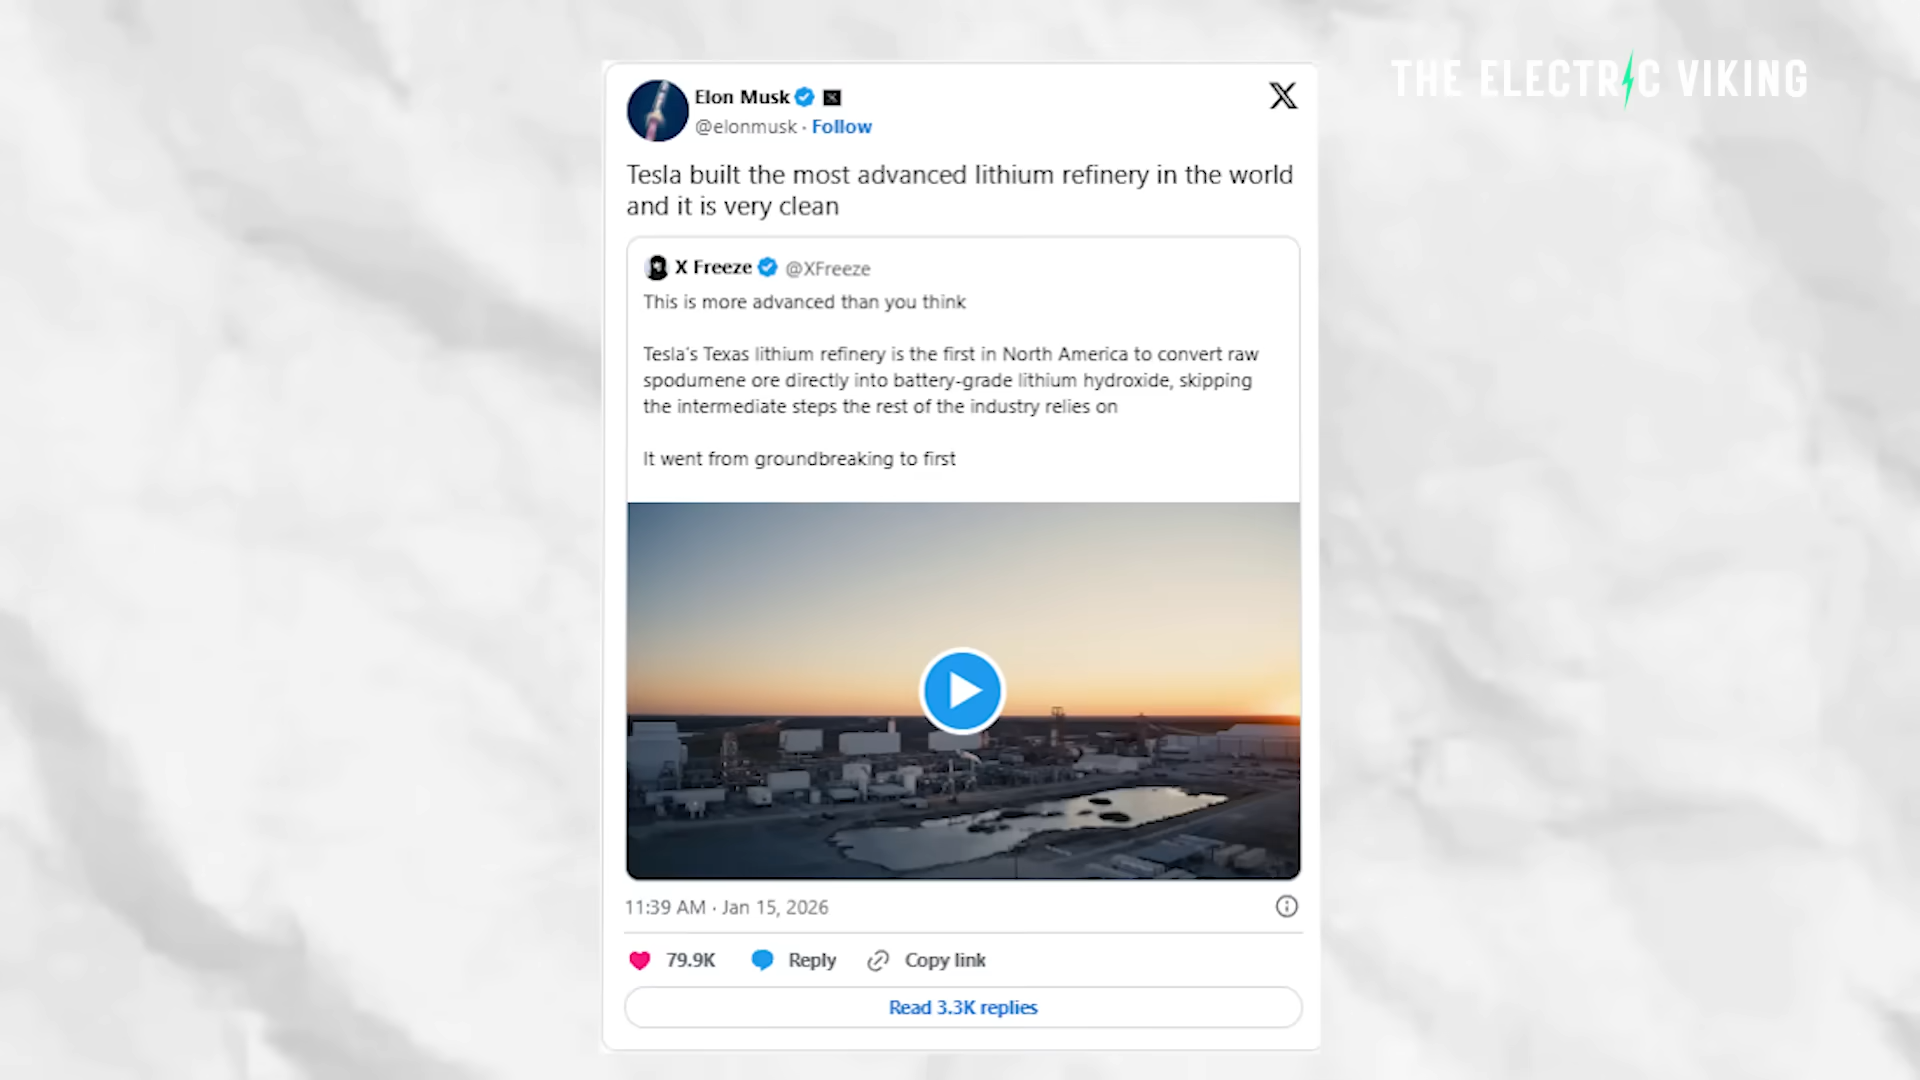 THE ELECTRIC VIKING
Elon Musk
@elonmusk · Follow
Tesla built the most advanced lithium refinery in the world
and it is very clean
X Freeze @XFreeze
This is more advanced than you think
Tesla's Texas lithium refinery is the first in North America to convert raw
spodumene ore directly into battery-grade lithium hydroxide, skipping
the intermediate steps the rest of the industry relies on
It went from groundbreaking to first
11:39 AM · Jan 15, 2026
79.9K Reply Copy link
Read 3.3K replies